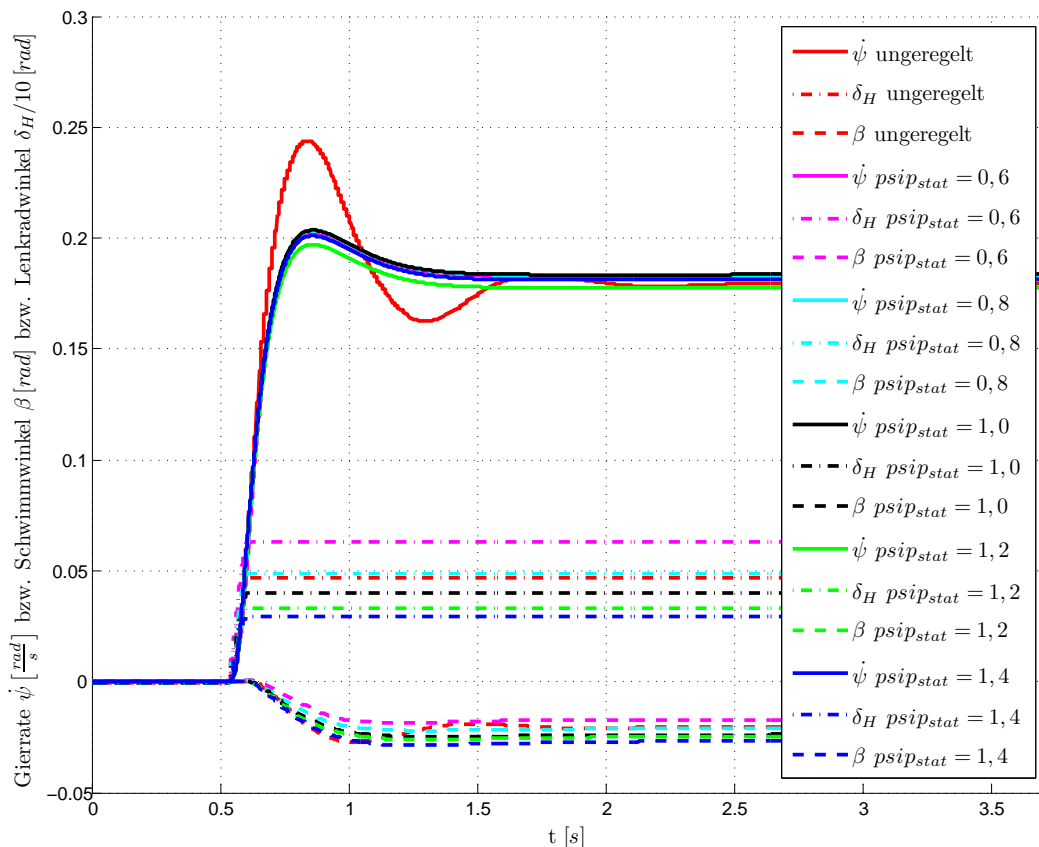 Gierrate ψ̇ [rad/s] bzw. Schwimmwinkel β [rad] bzw. Lenkradwinkel δ_H/10 [rad]
0.3
0.25
0.2
0.15
0.1
0.05
0
−0.05
0 0.5 1 1.5 2 2.5 3 3.5
t [s]
ψ̇ ungeregelt
δ_H ungeregelt
β ungeregelt
ψ̇ psip_stat = 0,6
δ_H psip_stat = 0,6
β psip_stat = 0,6
ψ̇ psip_stat = 0,8
δ_H psip_stat = 0,8
β psip_stat = 0,8
ψ̇ psip_stat = 1,0
δ_H psip_stat = 1,0
β psip_stat = 1,0
ψ̇ psip_stat = 1,2
δ_H psip_stat = 1,2
β psip_stat = 1,2
ψ̇ psip_stat = 1,4
δ_H psip_stat = 1,4
β psip_stat = 1,4